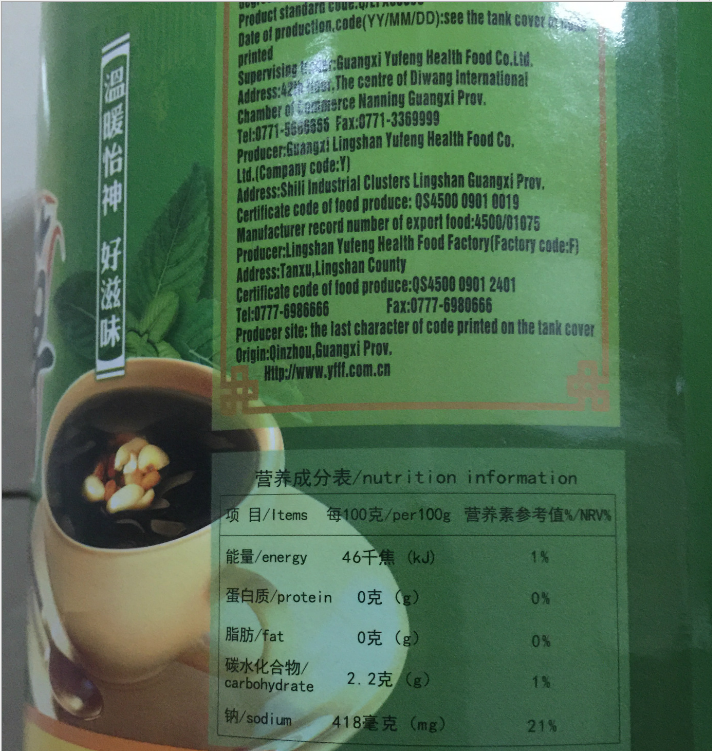 温暖怡神 好滋味
Product standard code:
Date of production,code(YY/MM/DD):see the tank cover
printed
Supervising :Guangxi Yufeng Health Food Co.Ltd.
The centre of Diwang International
Chamber of Commerce Nanning Guangxi Prov.
Fax:0771-3369999
Producer:Guangxi Lingshan Yufeng Health Food Co,
Ltd.(Company code:Y)
Address:Shili Industrial Clusters Lingshan Guangxi Prov.
Certificate code of food produce: QS4500 0901 0019
Manufacturer record number of export food:4500/01075
Producer:Lingshan Yufeng Health Food Factory(Factory code:F)
Address:Tanxu,Lingshan County
Certificate code of food produce:QS4500 0901 2401
Tel:0777-6986666 Fax:0777-6980666
Producer site: the last character of code printed on the tank cover
Origin:Qinzhou,Guangxi Prov.
Http://www.yfff.com.cn
营养成分表/nutrition information
项 目/Items 每100克/per100g 营养素参考值%/NRV%
能量/energy 46千焦 (kJ) 1%
蛋白质/protein 0克 (g) 0%
脂肪/fat 0克 (g) 0%
碳水化合物/
carbohydrate 2.2克 (g) 1%
钠/sodium 418毫克 (mg) 21%